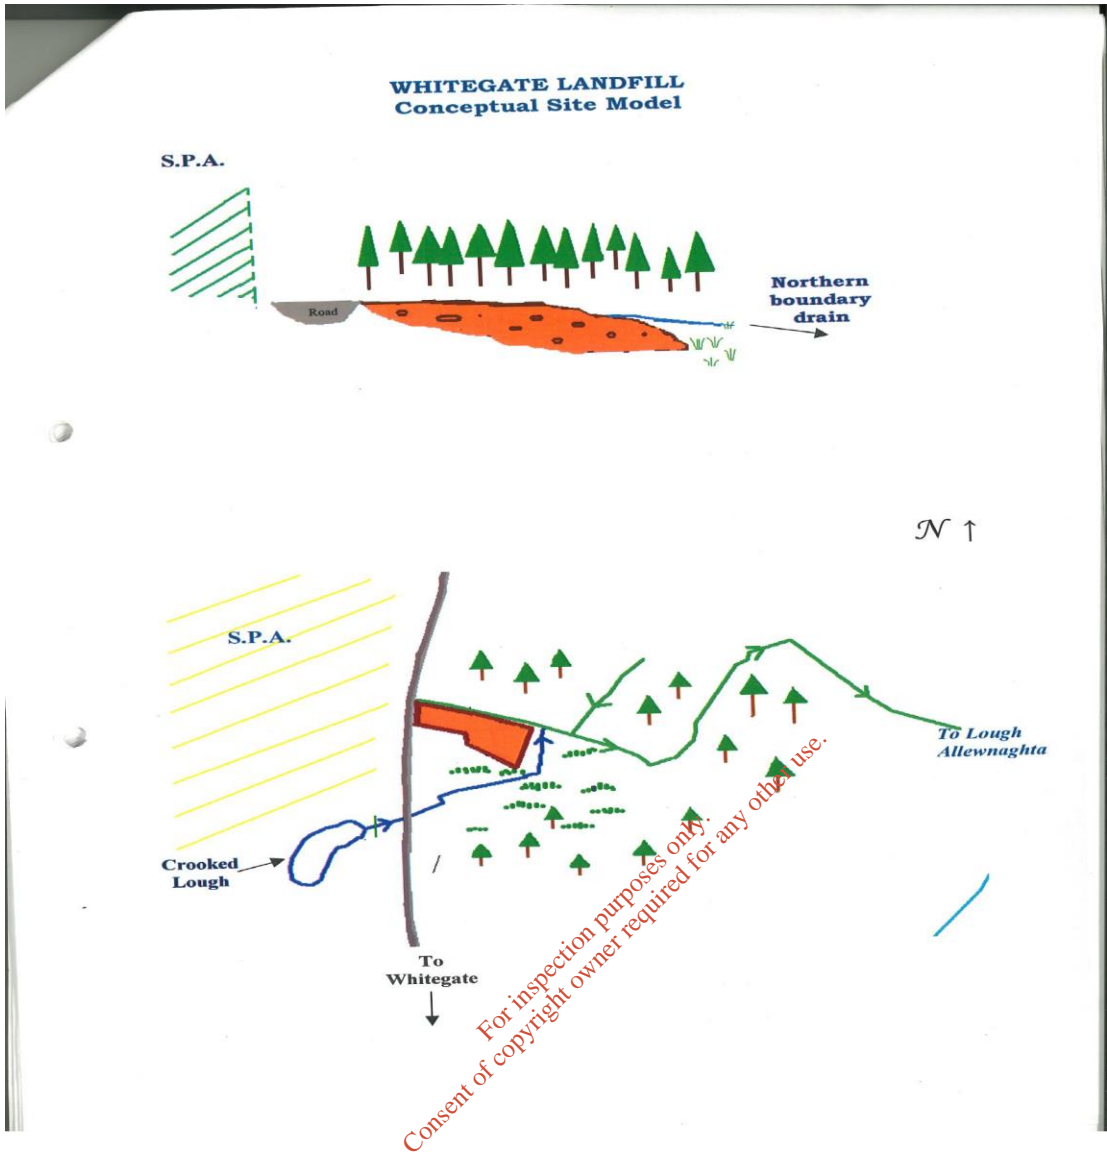 WHITEGATE LANDFILL
Conceptual Site Model
S.P.A.
Road
Northern
boundary
drain
N ↑
S.P.A.
To Lough
Allewnaghta
Crooked
Lough
To
Whitegate
For inspection purposes only.
Consent of copyright owner required for any other use.